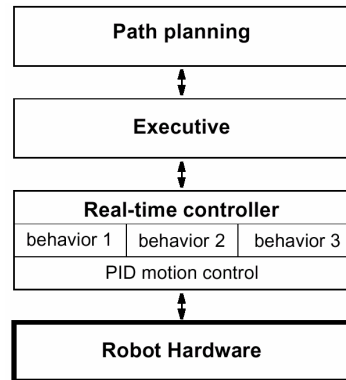 Path planning
Executive
Real-time controller
behavior 1 behavior 2 behavior 3
PID motion control
Robot Hardware